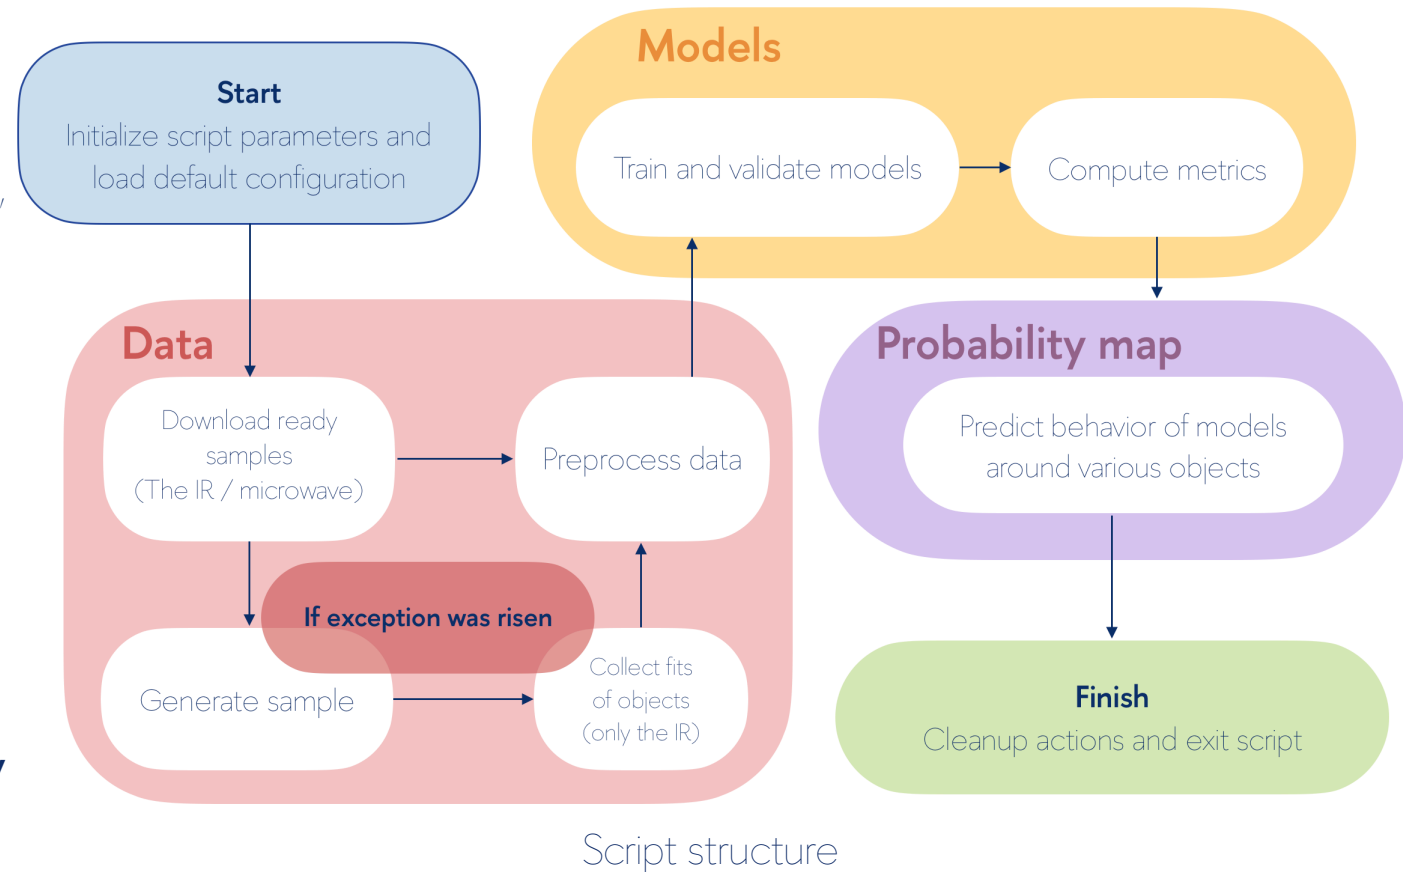 Start
Initialize script parameters and
load default configuration
Models
Train and validate models
Compute metrics
Data
Download ready
samples
(The IR / microwave)
Preprocess data
If exception was risen
Generate sample
Collect fits
of objects
(only the IR)
Probability map
Predict behavior of models
around various objects
Finish
Cleanup actions and exit script
Script structure